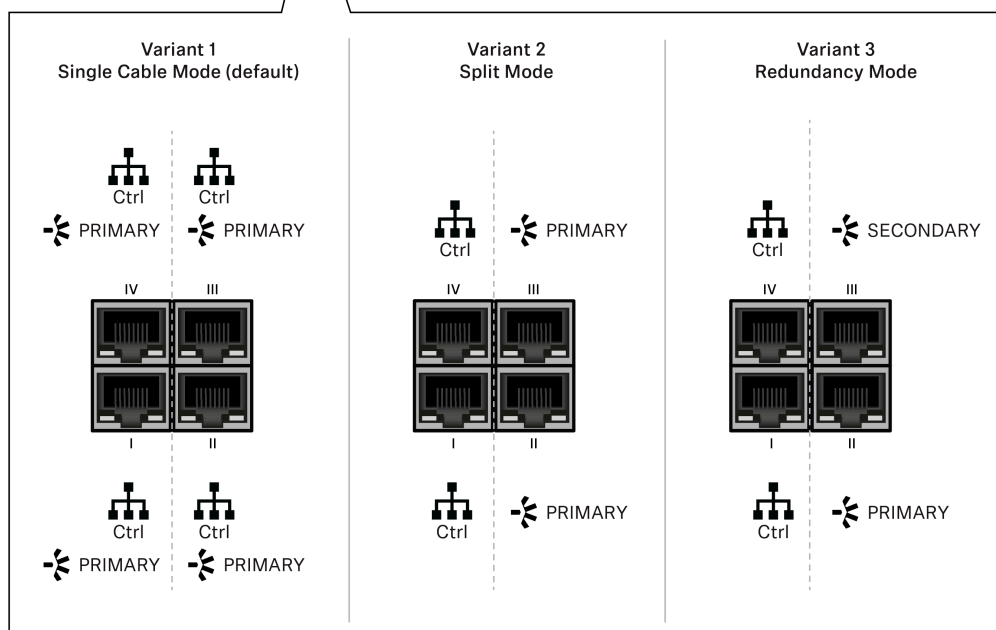 Variant 1
Single Cable Mode (default)
Ctrl
Ctrl
PRIMARY
PRIMARY
IV
III
I
II
Ctrl
Ctrl
PRIMARY
PRIMARY
Variant 2
Split Mode
Ctrl
PRIMARY
IV
III
I
II
Ctrl
PRIMARY
Variant 3
Redundancy Mode
Ctrl
SECONDARY
IV
III
I
II
Ctrl
PRIMARY